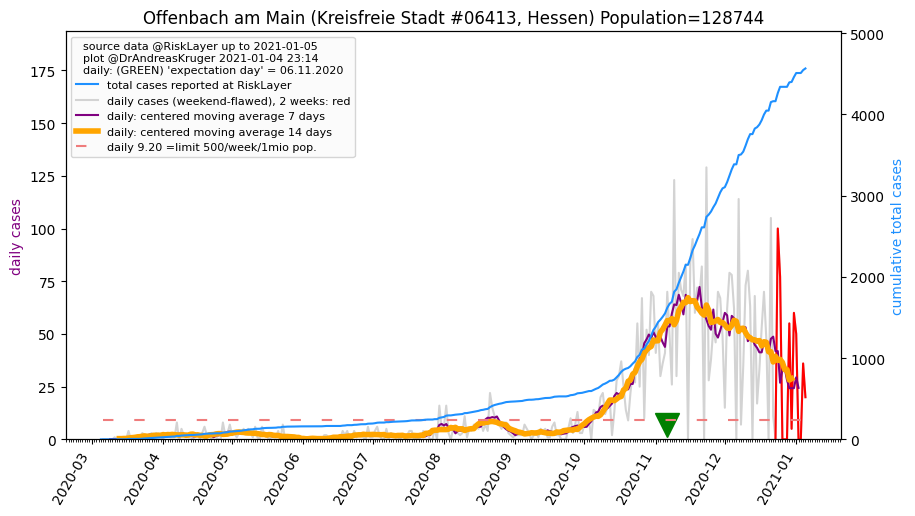 Offenbach am Main (Kreisfreie Stadt #06413, Hessen) Population=128744
source data @RiskLayer up to 2021-01-05
plot @DrAndreasKruger 2021-01-04 23:14
daily: (GREEN) 'expectation day' = 06.11.2020
total cases reported at RiskLayer
daily cases (weekend-flawed), 2 weeks: red
daily: centered moving average 7 days
daily: centered moving average 14 days
daily 9.20 =limit 500/week/1mio pop.
daily cases
175
150
125
100
75
50
25
0
cumulative total cases
5000
4000
3000
2000
1000
0
2020-03
2020-04
2020-05
2020-06
2020-07
2020-08
2020-09
2020-10
2020-11
2020-12
2021-01